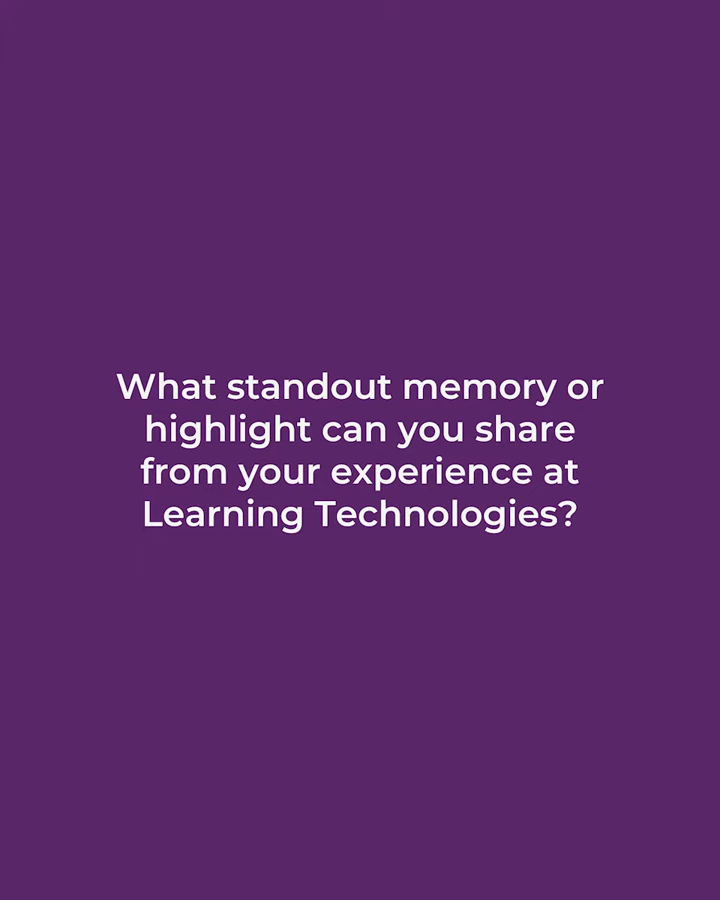 What standout memory or
highlight can you share
from your experience at
Learning Technologies?